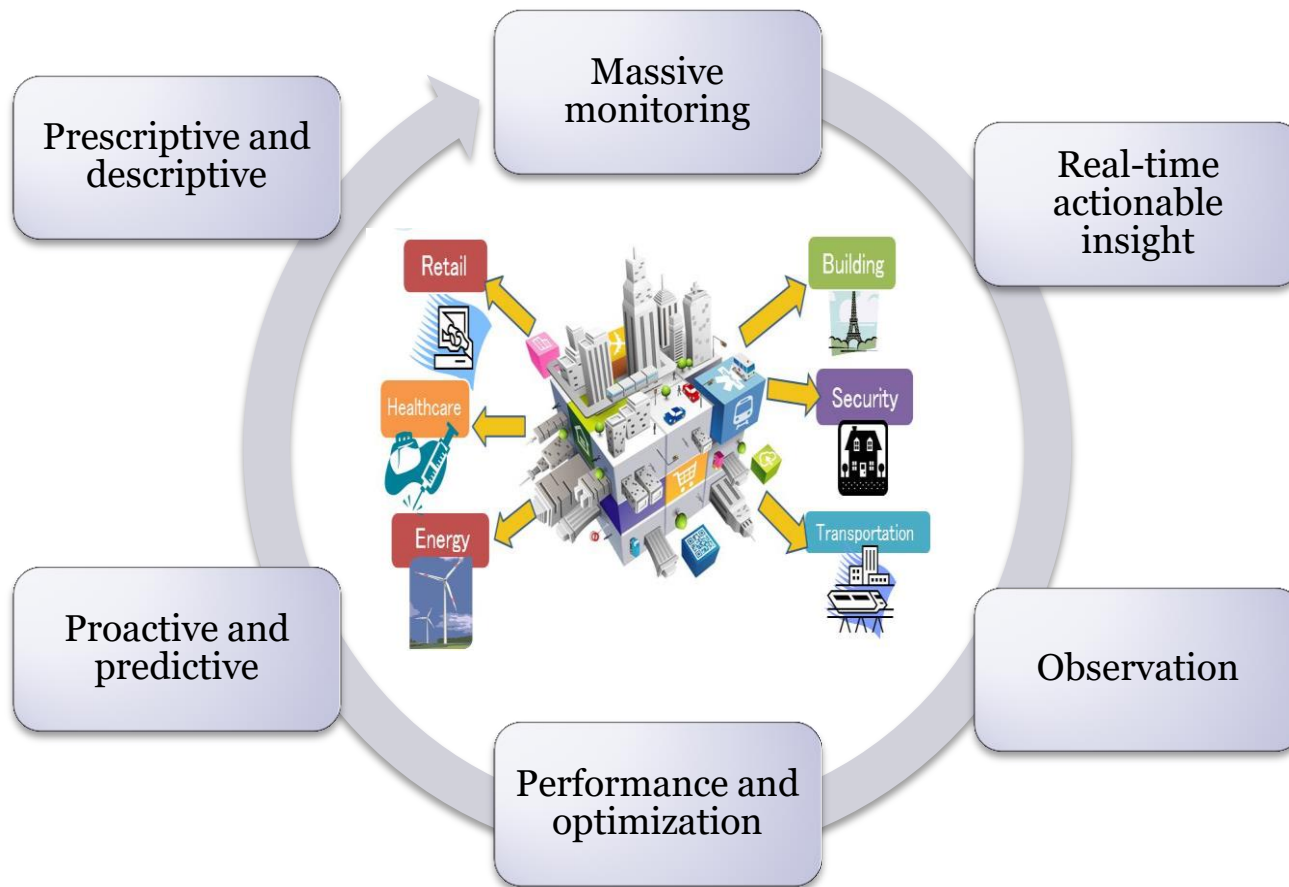 Massive
monitoring
Real-time
actionable
insight
Observation
Performance and
optimization
Proactive and
predictive
Prescriptive and
descriptive
Retail
Building
Healthcare
Security
Energy
Transportation